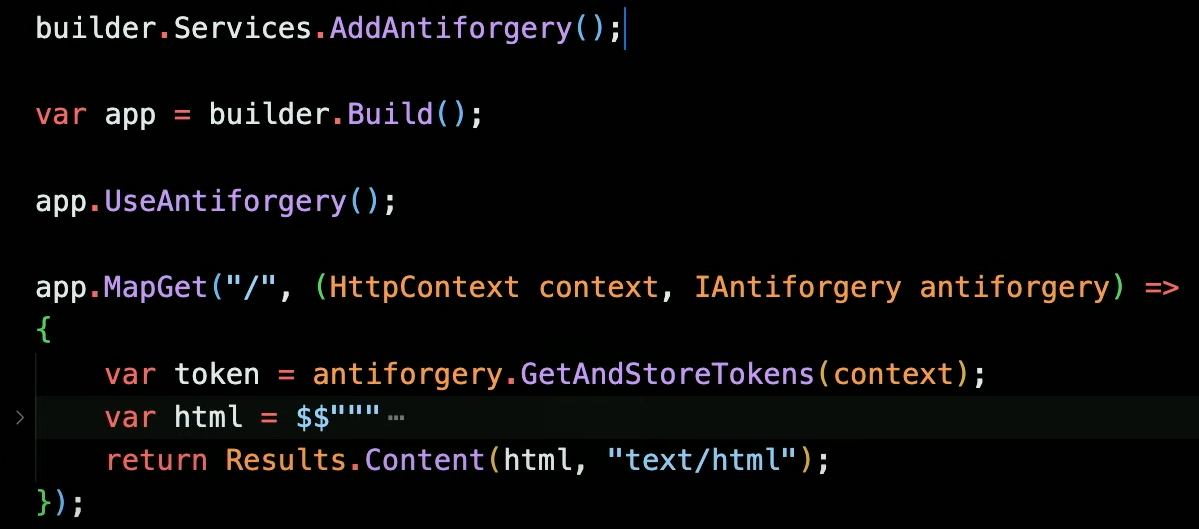 builder.Services.AddAntiforgery();
var app = builder.Build();
app.UseAntiforgery();
app.MapGet("/", (HttpContext context, IAntiforgery antiforgery) =>
{
    var token = antiforgery.GetAndStoreTokens(context);
    var html = $$"""⋯
    return Results.Content(html, "text/html");
});